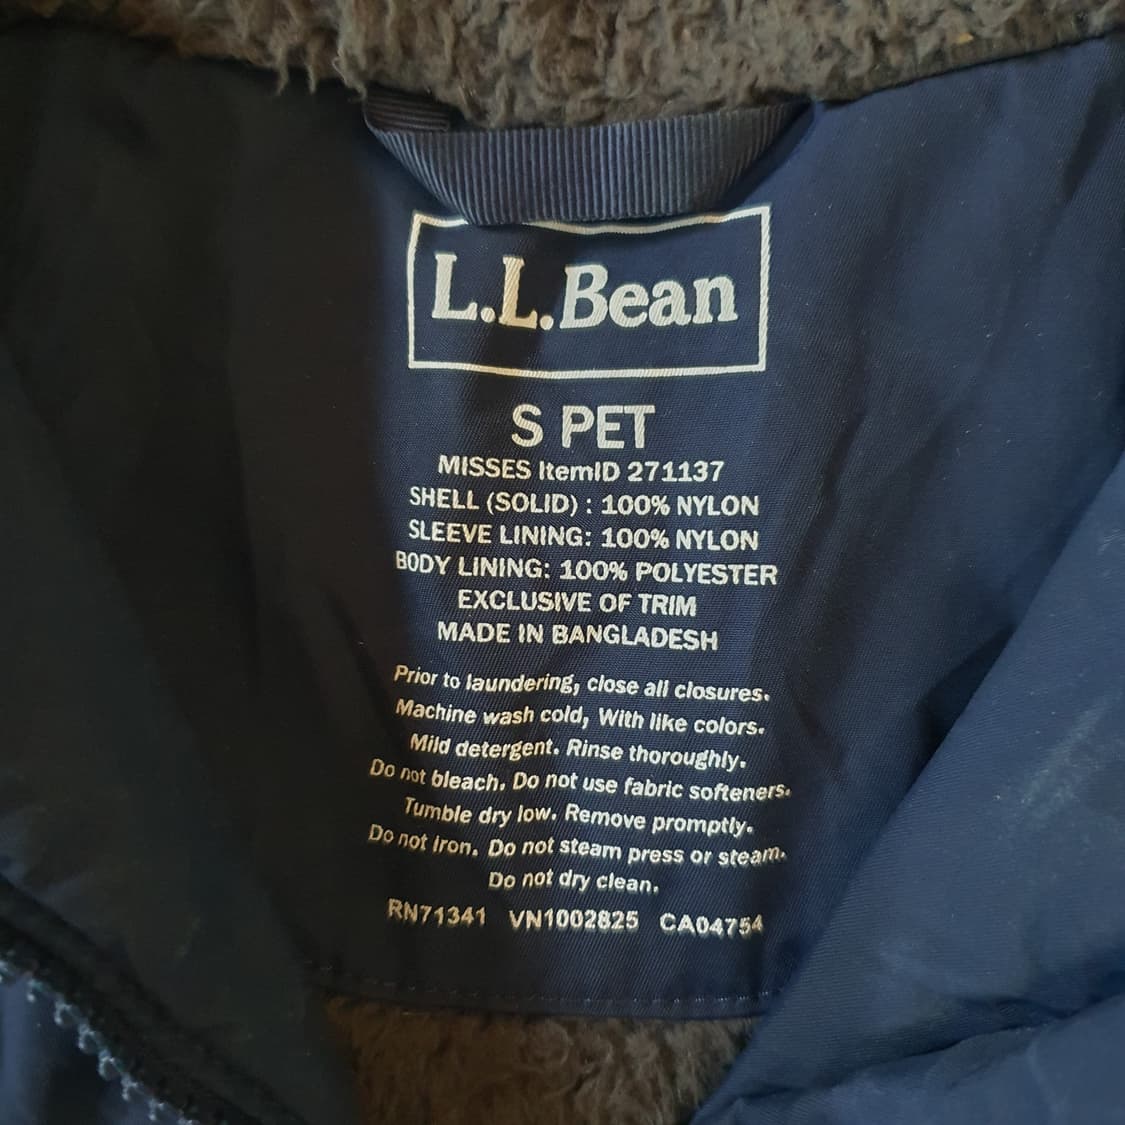 L.L.Bean
S PET
MISSES ItemID 271137
SHELL (SOLID) : 100% NYLON
SLEEVE LINING: 100% NYLON
BODY LINING: 100% POLYESTER
EXCLUSIVE OF TRIM
MADE IN BANGLADESH
Prior to laundering, close all closures.
Machine wash cold, With like colors.
Mild detergent. Rinse thoroughly.
Do not bleach. Do not use fabric softeners.
Tumble dry low. Remove promptly.
Do not Iron. Do not steam press or steam.
Do not dry clean.
RN71341 VN1002825 CA04754